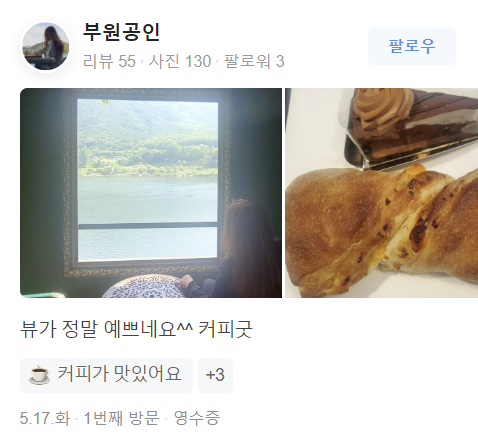 부원공인
리뷰 55 · 사진 130 · 팔로워 3
팔로우
뷰가 정말 예쁘네요^^ 커피굿
커피가 맛있어요
+3
5.17.화 · 1번째 방문 · 영수증